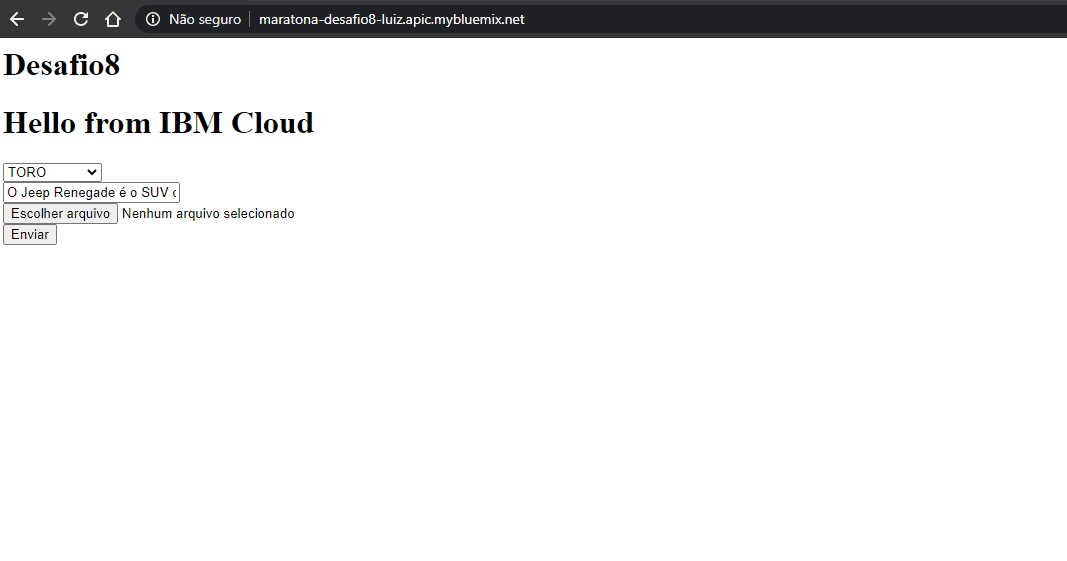 Não seguro maratona-desafio8-luiz.apic.mybluemix.net
Desafio8
Hello from IBM Cloud
TORO
O Jeep Renegade é o SUV
Escolher arquivo Nenhum arquivo selecionado
Enviar